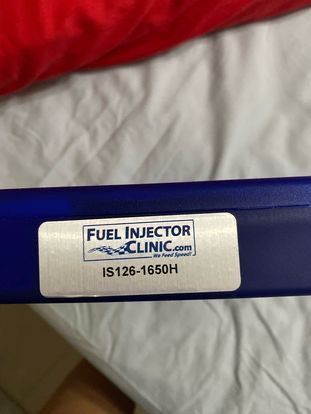 FUEL INJECTOR
CLINIC.com
We Feed Speed!
IS126-1650H